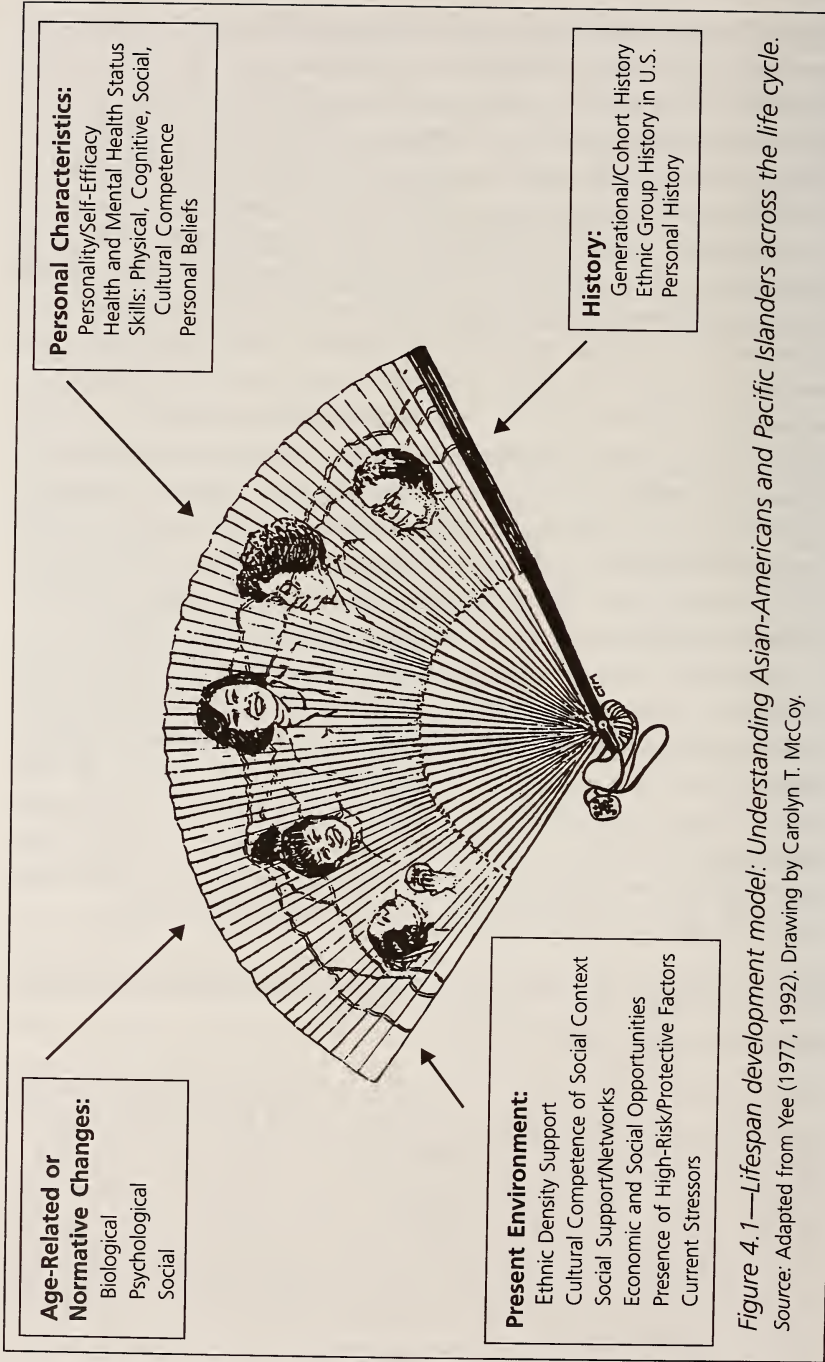 Age-Related or
Normative Changes:
Biological
Psychological
Social
Personal Characteristics:
Personality/Self-Efficacy
Health and Mental Health Status
Skills: Physical, Cognitive, Social,
Cultural Competence
Personal Beliefs
Present Environment:
Ethnic Density Support
Cultural Competence of Social Context
Social Support/Networks
Economic and Social Opportunities
Presence of High-Risk/Protective Factors
Current Stressors
History:
Generational/Cohort History
Ethnic Group History in U.S.
Personal History
Figure 4.1—Lifespan development model: Understanding Asian-Americans and Pacific Islanders across the life cycle.
Source: Adapted from Yee (1977, 1992). Drawing by Carolyn T. McCoy.